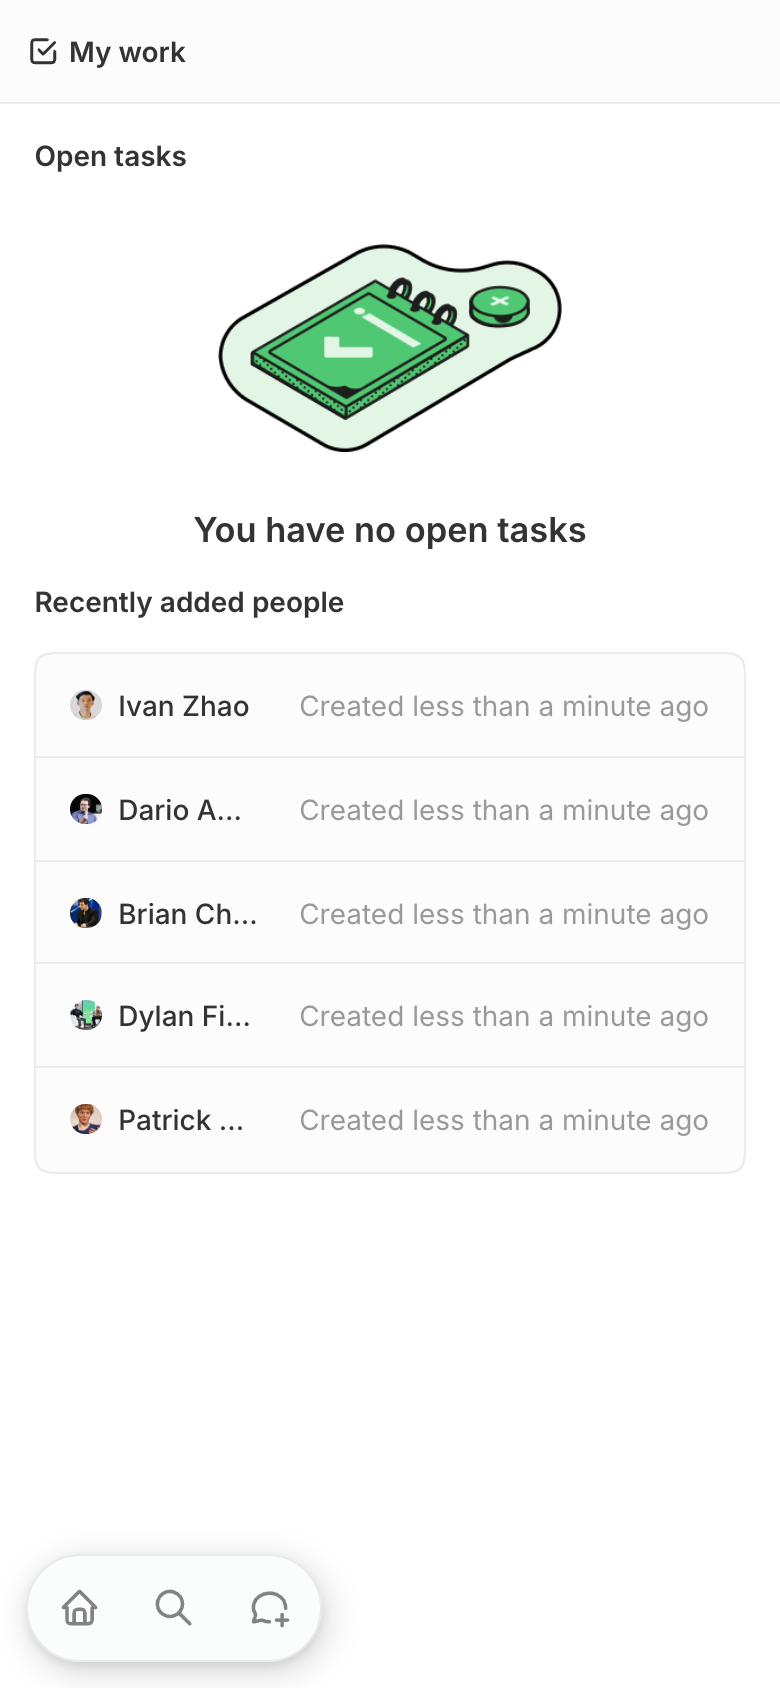 My work
Open tasks
You have no open tasks
Recently added people
Ivan Zhao Created less than a minute ago
Dario A... Created less than a minute ago
Brian Ch... Created less than a minute ago
Dylan Fi... Created less than a minute ago
Patrick ... Created less than a minute ago